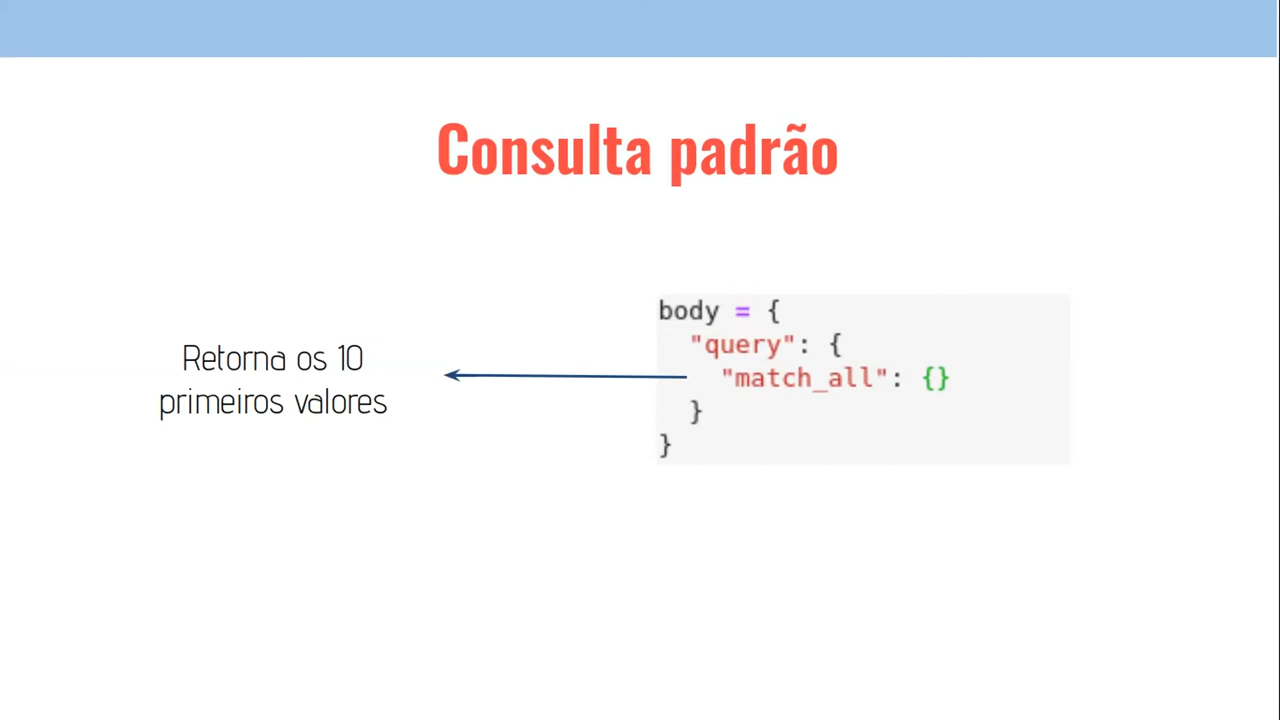 Consulta padrão
Retorna os 10
primeiros valores
body = {
  "query": {
    "match_all": {}
  }
}